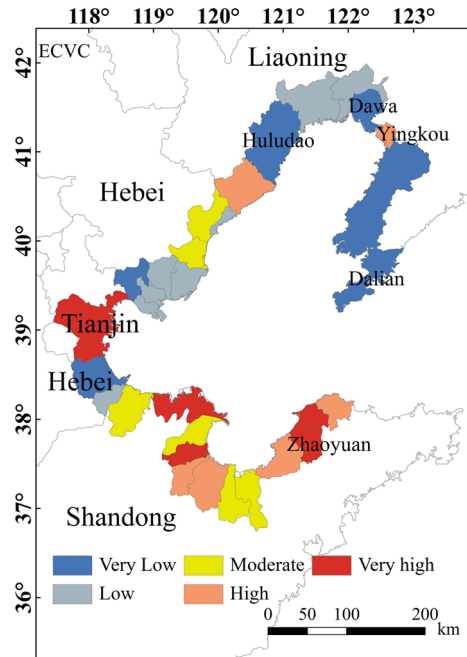 118° 119° 120° 121° 122° 123°
ECVC
Liaoning
42°
Dawa
Yingkou
Huludao
41°
Hebei
40°
Dalian
39°
Tianjin
Hebei
38°
Zhaoyuan
37°
Shandong
Very Low Moderate Very high
Low High
36°
0 50 100 200
km